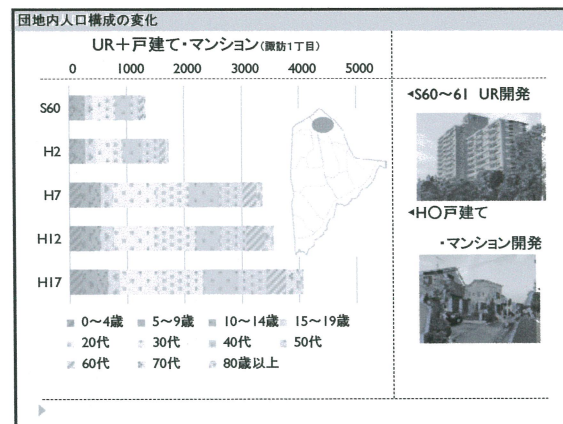 団地内人口構成の変化
UR＋戸建て・マンション(諏訪1丁目)
0 1000 2000 3000 4000 5000
S60
H2
H7
H12
H17
0～4歳 5～9歳 10～14歳 15～19歳
20代 30代 40代 50代
60代 70代 80歳以上
◀S60～61 UR開発
◀H〇戸建て
・マンション開発